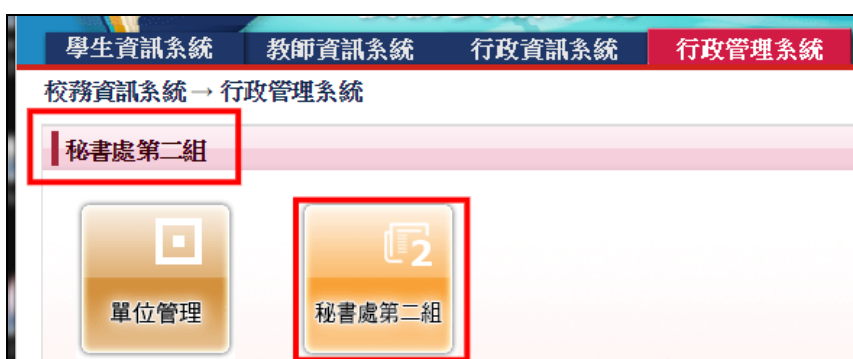 學生資訊系統 教師資訊系統 行政資訊系統 行政管理系統
校務資訊系統→行政管理系統
秘書處第二組
2
單位管理 秘書處第二組